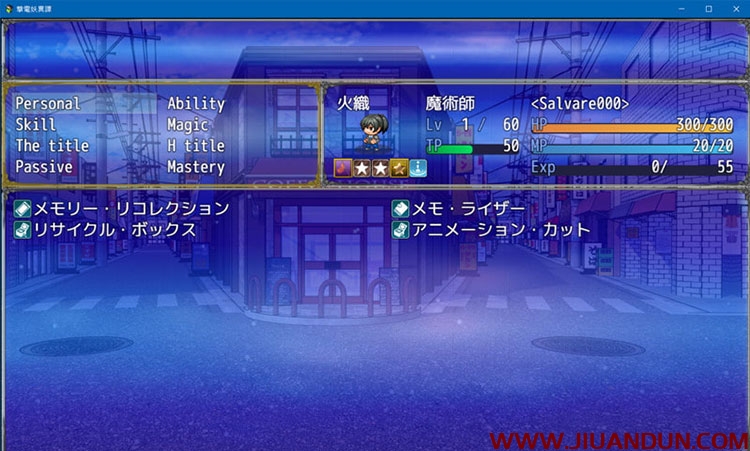 撃電妖異譚
Personal Ability
Skill Magic
The title H title
Passive Mastery
火織 魔術師 <Salvare000>
Lv 1 / 60 HP 300/300
TP 50 MP 20/20
Exp 0/ 55
メモリー・リコレクション メモ・ライザー
リサイクル・ボックス アニメーション・カット
WWW.JIUANDUN.COM